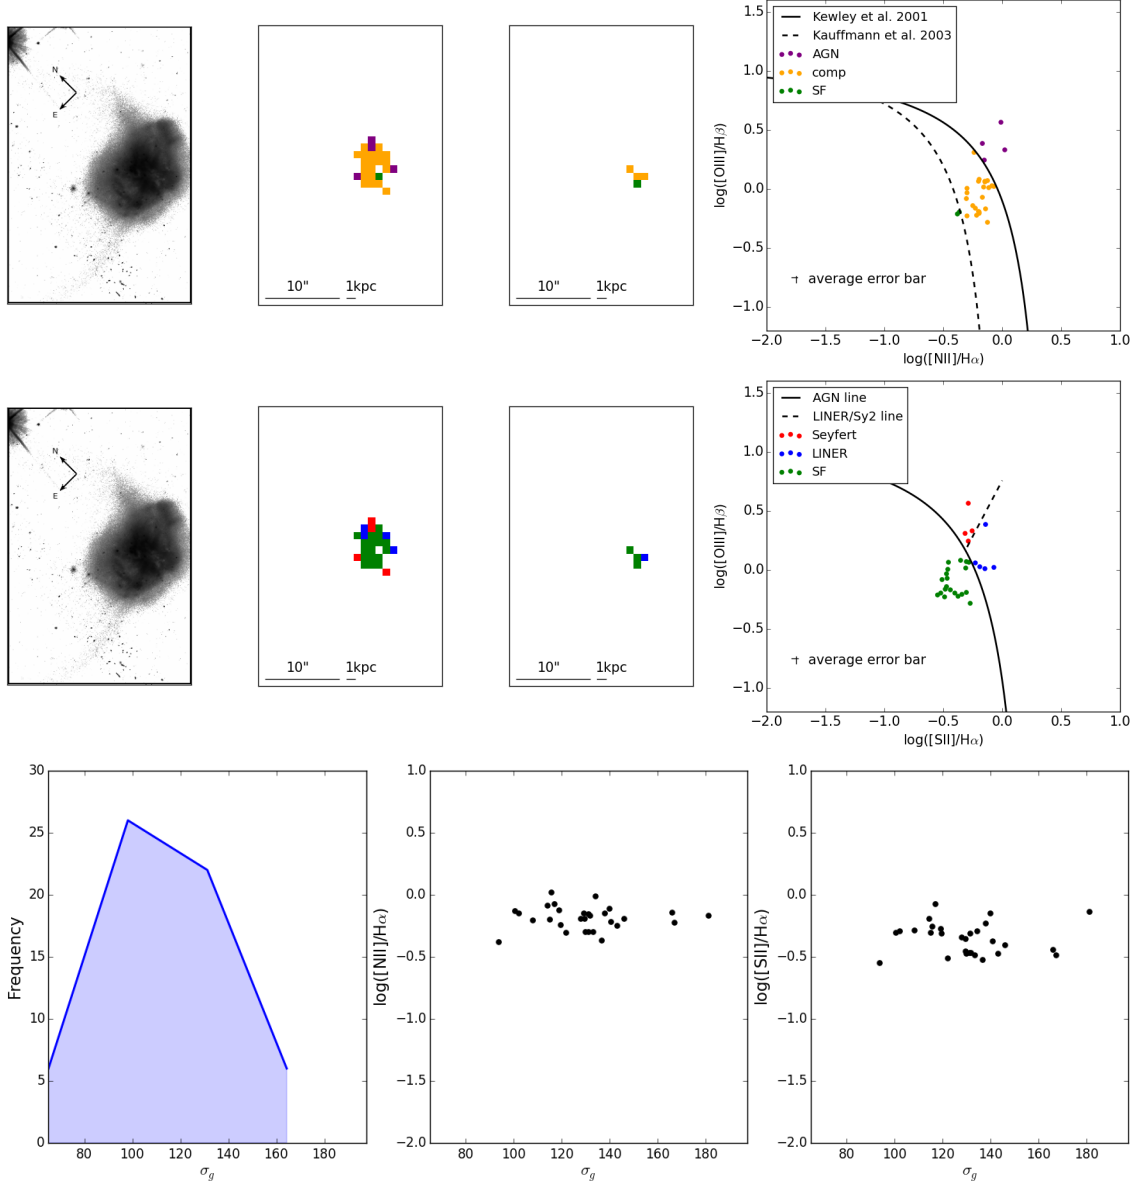 N
E
10"
1kpc
10"
1kpc
Kewley et al. 2001
Kauffmann et al. 2003
AGN
comp
SF
average error bar
1.5
1.0
0.5
0.0
−0.5
−1.0
−2.0 −1.5 −1.0 −0.5 0.0 0.5 1.0
log([OIII]/Hβ)
log([NII]/Hα)
N
E
10"
1kpc
10"
1kpc
AGN line
LINER/Sy2 line
Seyfert
LINER
SF
average error bar
1.5
1.0
0.5
0.0
−0.5
−1.0
−2.0 −1.5 −1.0 −0.5 0.0 0.5 1.0
log([OIII]/Hβ)
log([SII]/Hα)
30
25
20
15
10
5
0
80 100 120 140 160 180
Frequency
σg
1.0
0.5
0.0
−0.5
−1.0
−1.5
−2.0
80 100 120 140 160 180
log([NII]/Hα)
σg
1.0
0.5
0.0
−0.5
−1.0
−1.5
−2.0
80 100 120 140 160 180
log([SII]/Hα)
σg